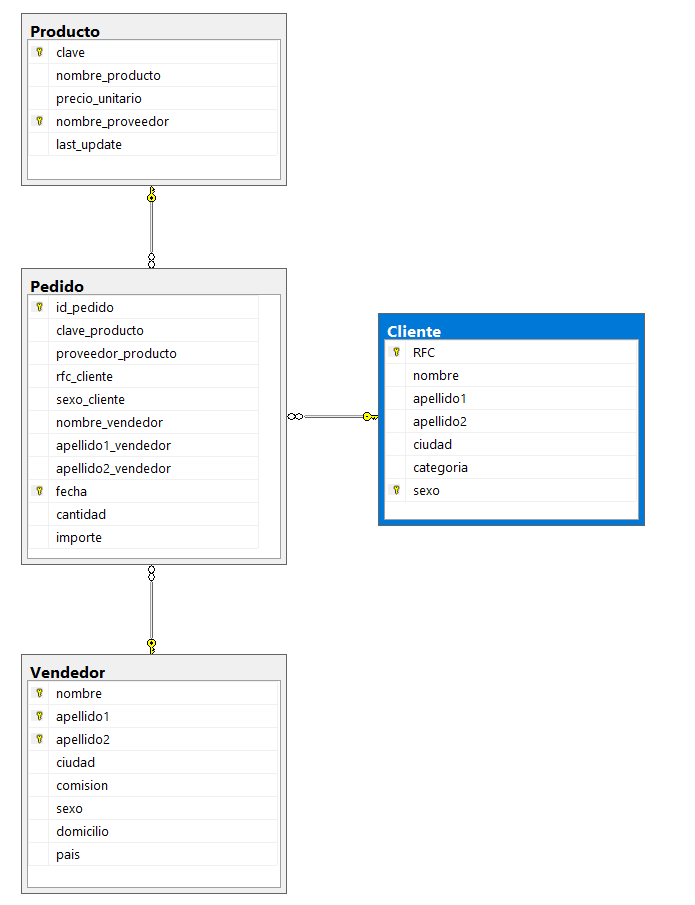 Producto
clave
nombre_producto
precio_unitario
nombre_proveedor
last_update
Pedido
id_pedido
clave_producto
proveedor_producto
rfc_cliente
sexo_cliente
nombre_vendedor
apellido1_vendedor
apellido2_vendedor
fecha
cantidad
importe
Cliente
RFC
nombre
apellido1
apellido2
ciudad
categoria
sexo
Vendedor
nombre
apellido1
apellido2
ciudad
comision
sexo
domicilio
pais